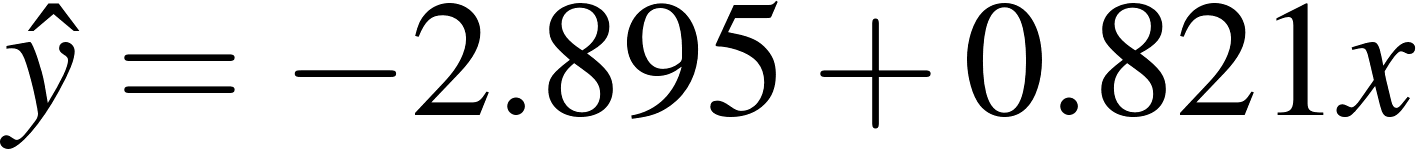 ŷ = −2.895 + 0.821x